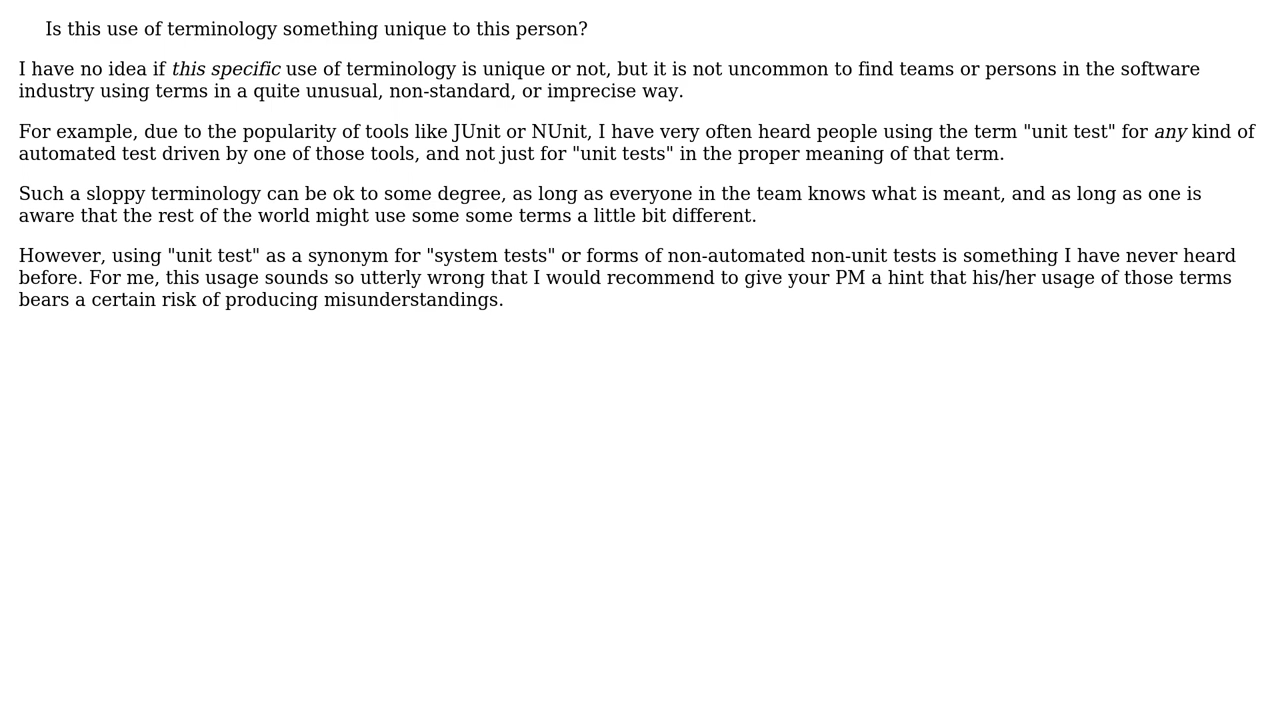 Is this use of terminology something unique to this person?
I have no idea if this specific use of terminology is unique or not, but it is not uncommon to find teams or persons in the software
industry using terms in a quite unusual, non-standard, or imprecise way.
For example, due to the popularity of tools like JUnit or NUnit, I have very often heard people using the term "unit test" for any kind of
automated test driven by one of those tools, and not just for "unit tests" in the proper meaning of that term.
Such a sloppy terminology can be ok to some degree, as long as everyone in the team knows what is meant, and as long as one is
aware that the rest of the world might use some some terms a little bit different.
However, using "unit test" as a synonym for "system tests" or forms of non-automated non-unit tests is something I have never heard
before. For me, this usage sounds so utterly wrong that I would recommend to give your PM a hint that his/her usage of those terms
bears a certain risk of producing misunderstandings.